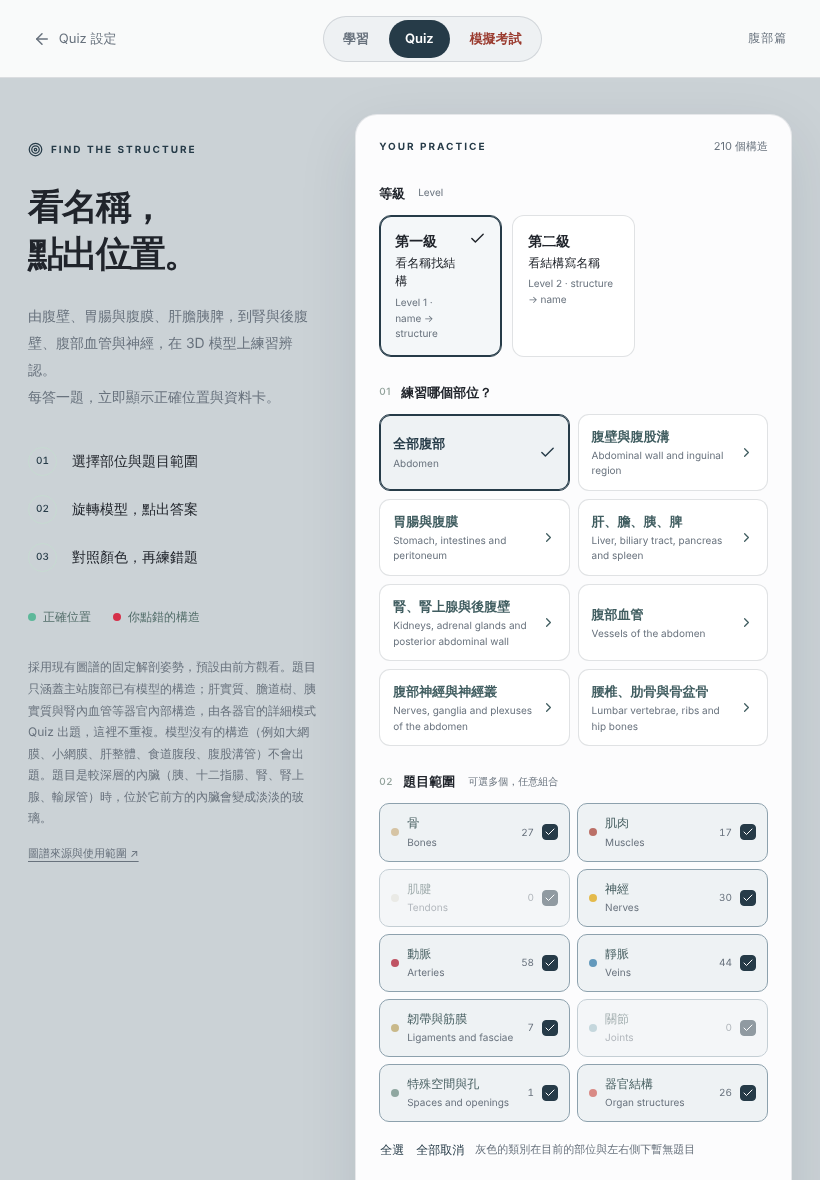 Quiz 設定
學習
Quiz
模擬考試
腹部篇
FIND THE STRUCTURE
看名稱，
點出位置。
由腹壁、胃腸與腹膜、肝膽胰脾，到腎與後腹
壁、腹部血管與神經，在 3D 模型上練習辨
認。
每答一題，立即顯示正確位置與資料卡。
01 選擇部位與題目範圍
02 旋轉模型，點出答案
03 對照顏色，再練錯題
正確位置
你點錯的構造
採用現有圖譜的固定解剖姿勢，預設由前方觀看。題目
只涵蓋主站腹部已有模型的構造；肝實質、膽道樹、胰
實質與腎內血管等器官內部構造，由各器官的詳細模式
Quiz 出題，這裡不重複。模型沒有的構造（例如大網
膜、小網膜、肝整體、食道腹段、腹股溝管）不會出
題。題目是較深層的內臟（胰、十二指腸、腎、腎上
腺、輸尿管）時，位於它前方的內臟會變成淡淡的玻
璃。
圖譜來源與使用範圍 ↗
YOUR PRACTICE
210 個構造
等級 Level
第一級
看名稱找結
構
Level 1 ·
name →
structure
第二級
看結構寫名稱
Level 2 · structure
→ name
01 練習哪個部位？
全部腹部
Abdomen
腹壁與腹股溝
Abdominal wall and inguinal
region
胃腸與腹膜
Stomach, intestines and
peritoneum
肝、膽、胰、脾
Liver, biliary tract, pancreas
and spleen
腎、腎上腺與後腹壁
Kidneys, adrenal glands and
posterior abdominal wall
腹部血管
Vessels of the abdomen
腹部神經與神經叢
Nerves, ganglia and plexuses
of the abdomen
腰椎、肋骨與骨盆骨
Lumbar vertebrae, ribs and
hip bones
02 題目範圍 可選多個，任意組合
骨
Bones
27
肌肉
Muscles
17
肌腱
Tendons
0
神經
Nerves
30
動脈
Arteries
58
靜脈
Veins
44
韌帶與筋膜
Ligaments and fasciae
7
關節
Joints
0
特殊空間與孔
Spaces and openings
1
器官結構
Organ structures
26
全選 全部取消 灰色的類別在目前的部位與左右側下暫無題目